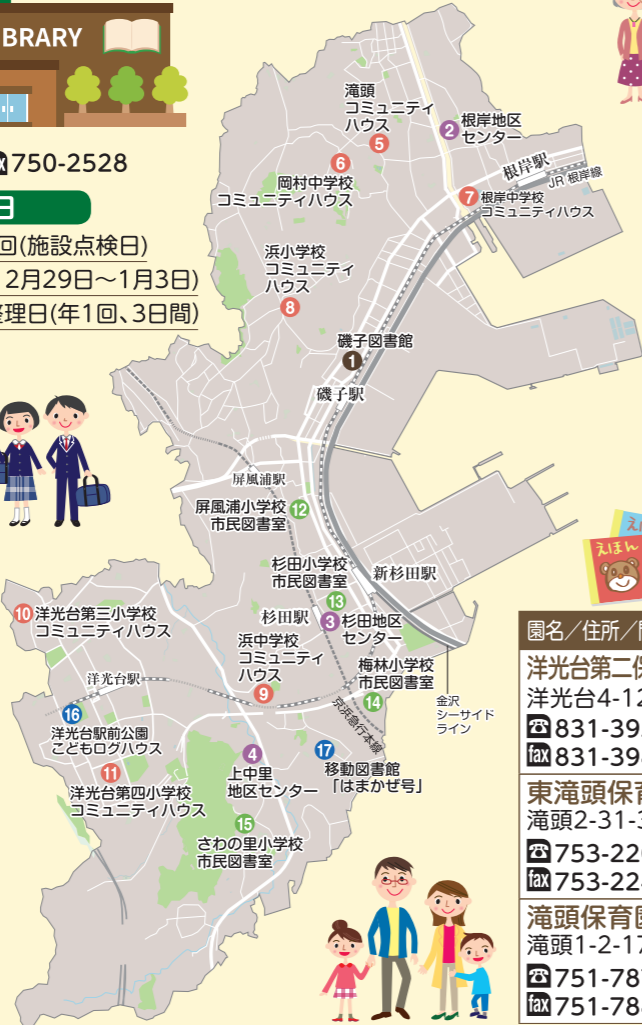 BRARY
fax 750-2528
日
回(施設点検日)
2月29日～1月3日)
整理日(年1回、3日間)
滝頭
コミュニティ
ハウス
5
2
根岸地区
センター
6
岡村中学校
コミュニティハウス
根岸駅
JR 根岸線
7
根岸中学校
コミュニティハウス
浜小学校
コミュニティ
ハウス
8
磯子図書館
1
磯子駅
屏風浦駅
屏風浦小学校
市民図書室
12
杉田小学校
市民図書室
13
新杉田駅
杉田駅
3
杉田地区
センター
10
洋光台第三小学校
コミュニティハウス
浜中学校
コミュニティ
ハウス
9
梅林小学校
市民図書室
14
金沢
シーサイド
ライン
京浜急行本線
洋光台駅
16
洋光台駅前公園
こどもログハウス
4
上中里
地区センター
17
移動図書館
「はまかぜ号」
11
洋光台第四小学校
コミュニティハウス
15
さわの里小学校
市民図書室
えほん
園名／住所／
洋光台第二
洋光台4-12
☎831-39
fax 831-39
東滝頭保育
滝頭2-31-
☎753-22
fax 753-22
滝頭保育園
滝頭1-2-17
☎751-78
fax 751-78